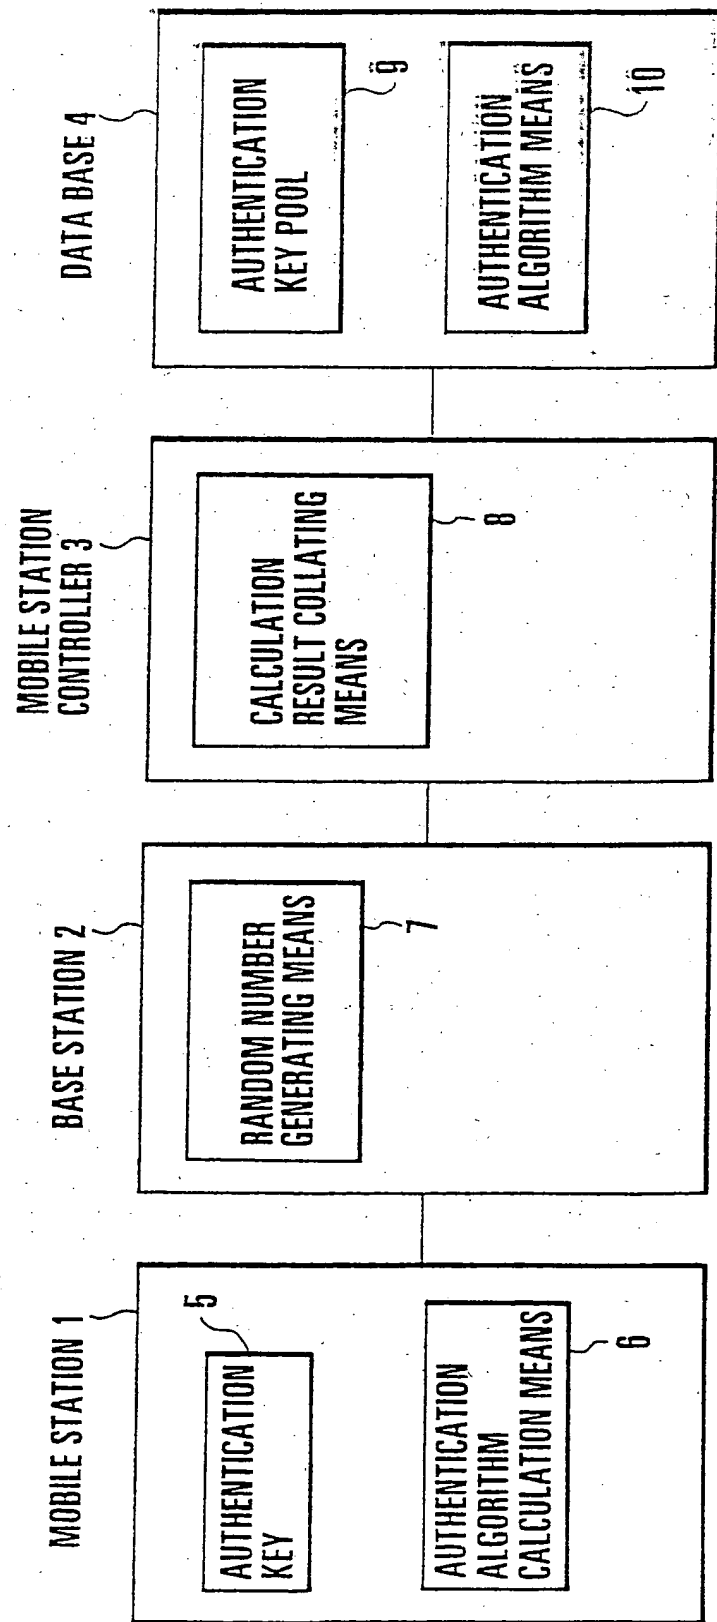 MOBILE STATION 1
AUTHENTICATION
KEY
5
AUTHENTICATION
ALGORITHM
CALCULATION MEANS
6
BASE STATION 2
RANDOM NUMBER
GENERATING MEANS
7
MOBILE STATION
CONTROLLER 3
CALCULATION
RESULT COLLATING
MEANS
8
DATA BASE 4
AUTHENTICATION
KEY POOL
9
AUTHENTICATION
ALGORITHM MEANS
10